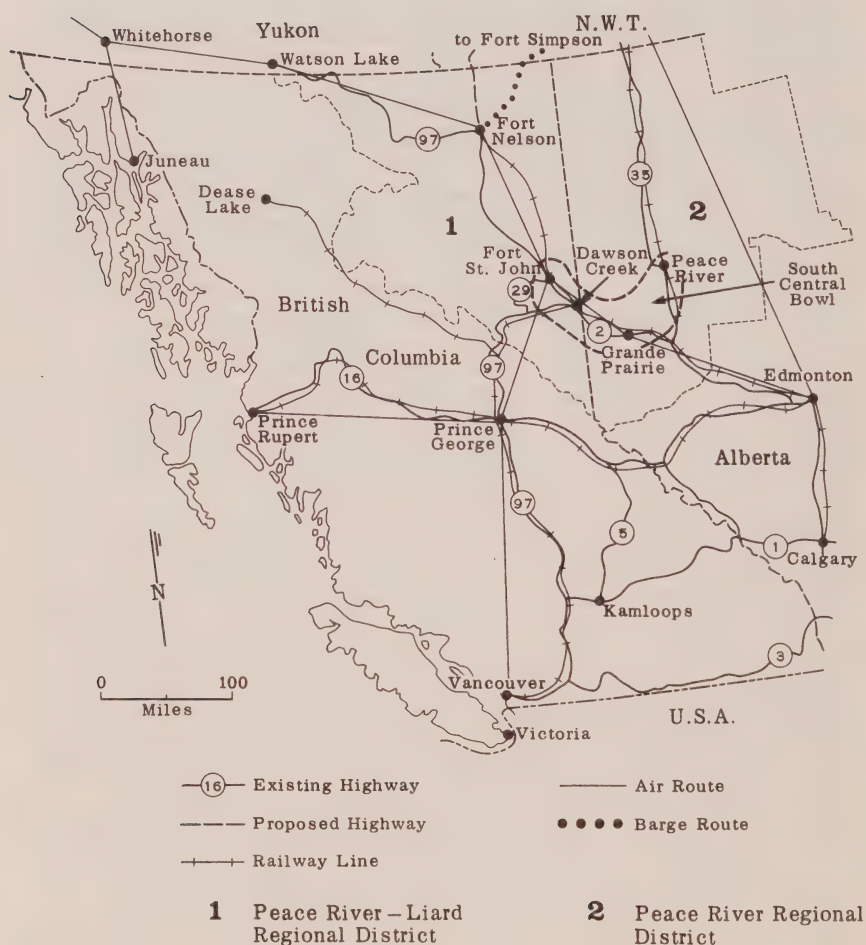 N.W.T.
Whitehorse
Yukon
to Fort Simpson
Watson Lake
Fort
Nelson
97
35
Juneau
Dease
Lake
1
2
Fort
St. John
Dawson
Creek
Peace
River
South
Central
Bowl
29
British
2
Grande
Prairie
Columbia
97
Edmonton
16
Prince
Rupert
Prince
George
Alberta
97
5
1
Calgary
N
Kamloops
0 100
Miles
3
Vancouver
U.S.A.
Victoria
16 Existing Highway
Air Route
Proposed Highway
Barge Route
Railway Line
1 Peace River – Liard
Regional District
2 Peace River Regional
District